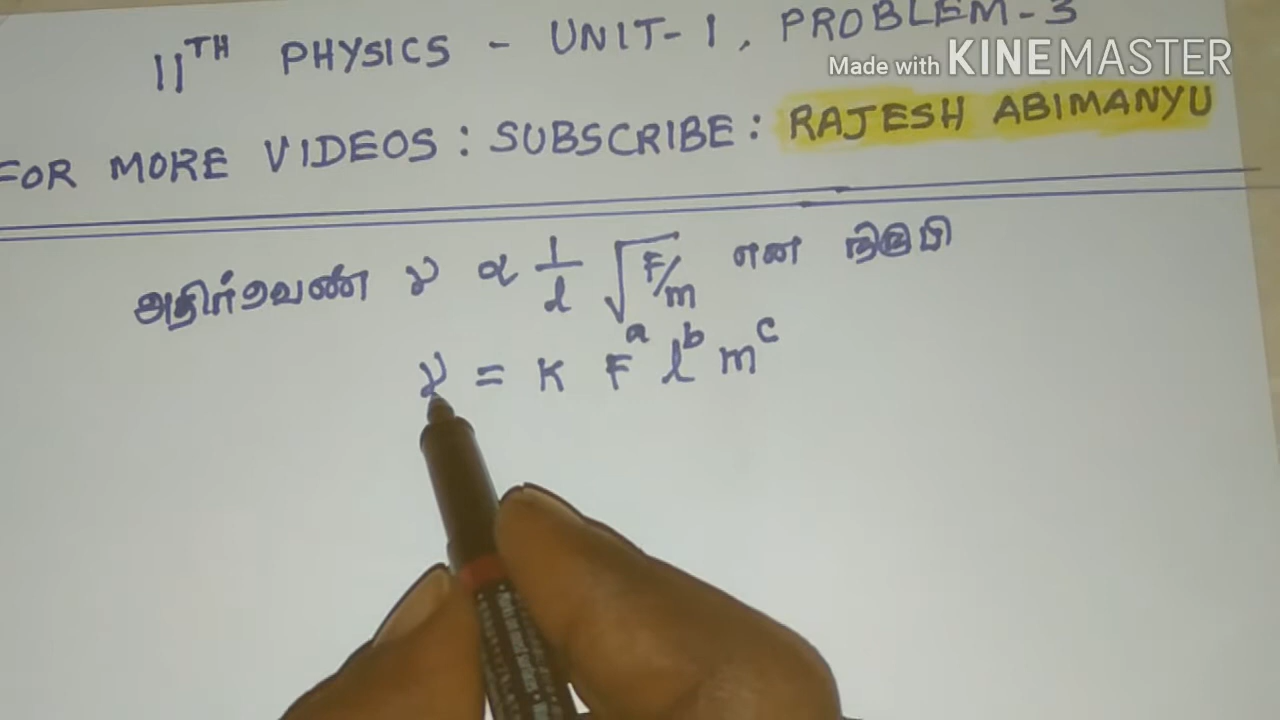 11TH PHYSICS - UNIT-1, PROBLEM-3
Made with KINEMASTER
FOR MORE VIDEOS : SUBSCRIBE : RAJESH ABIMANYU
அதிர்வெண் γ ∝ 1/l √F/m என நிரூபி
γ = K F^a l^b m^c